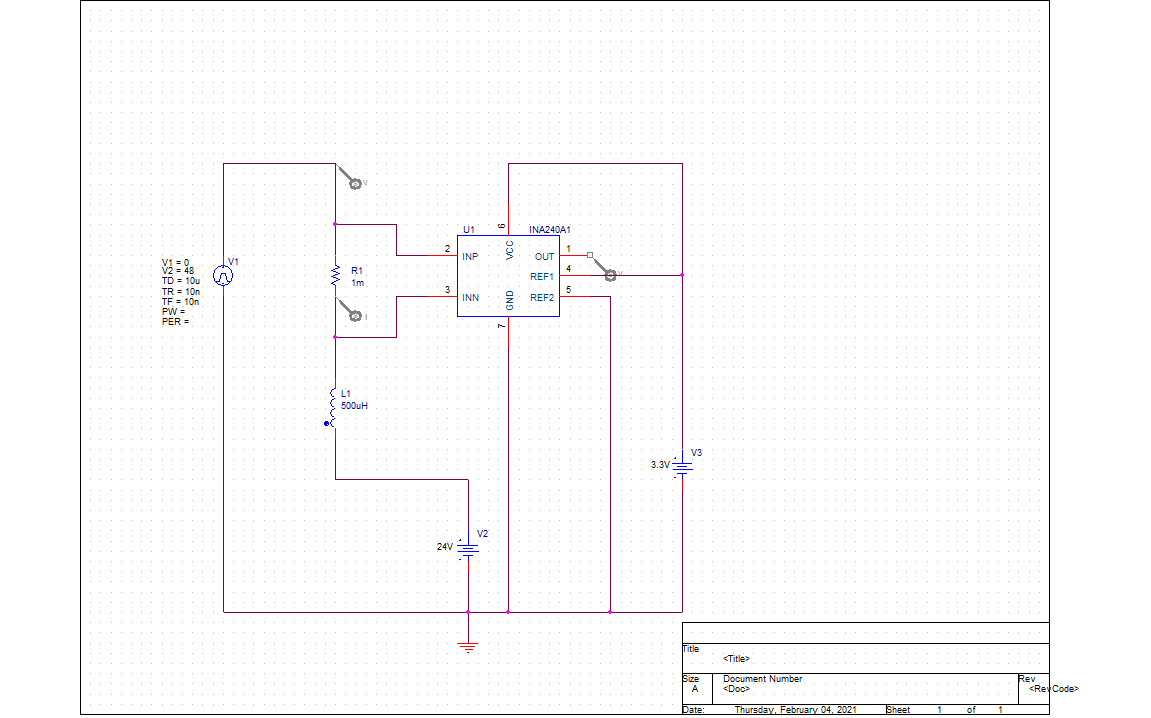 V
U1
INA240A1
6
VCC
2
INP
OUT
1
REF1
4
V
3
INN
REF2
5
GND
7
V1
V1 = 0
V2 = 48
TD = 10u
TR = 10n
TF = 10n
PW =
PER =
R1
1m
I
L1
500uH
V3
3.3V
V2
24V
Title
<Title>
Size
A
Document Number
<Doc>
Rev
<RevCode>
Date:
Thursday, February 04, 2021
Sheet
1
of
1